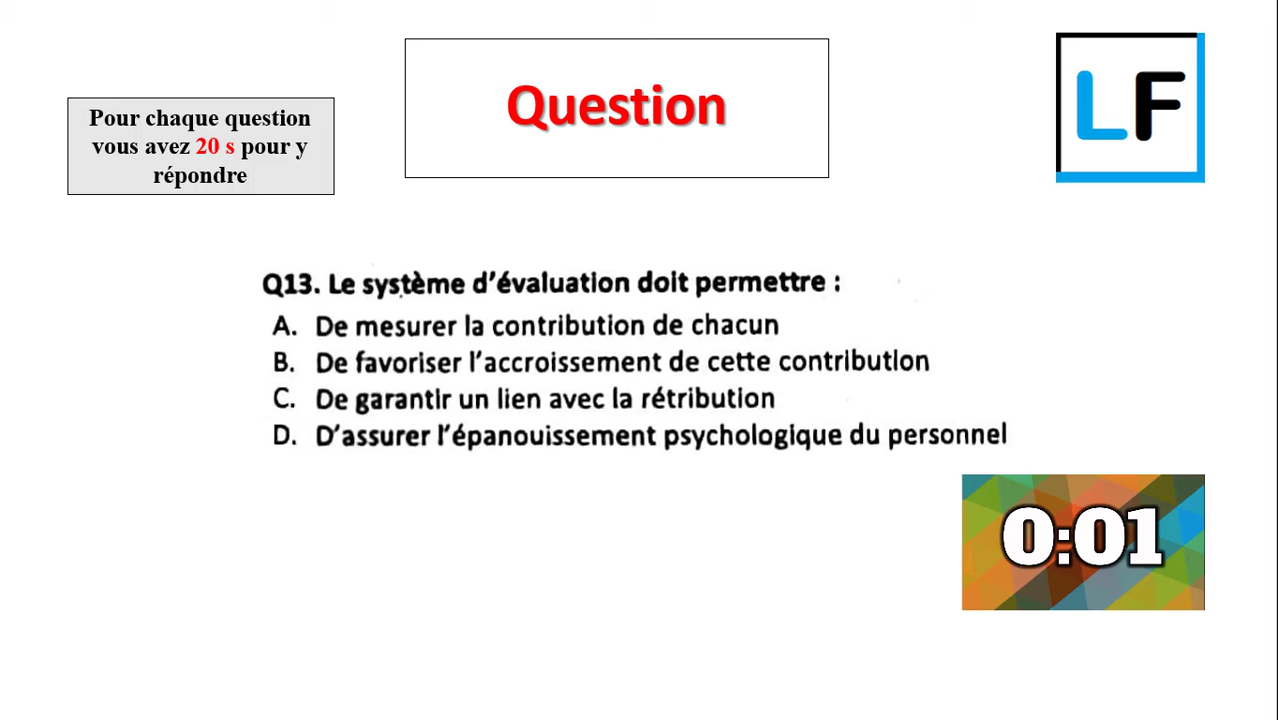 Pour chaque question
vous avez 20 s pour y
répondre
Question
LF
Q13. Le système d'évaluation doit permettre :
A. De mesurer la contribution de chacun
B. De favoriser l'accroissement de cette contribution
C. De garantir un lien avec la rétribution
D. D'assurer l'épanouissement psychologique du personnel
0:01